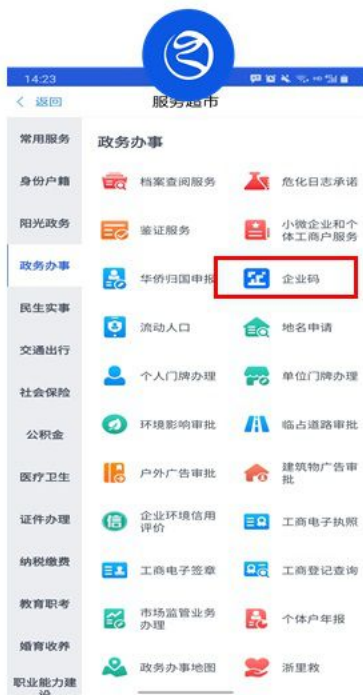 14:23
返回
服务超市
常用服务
身份户籍
阳光政务
政务办事
民生实事
交通出行
社会保险
公积金
医疗卫生
证件办理
纳税缴费
教育职考
婚育收养
职业能力建
设
政务办事
档案查阅服务
危化日志承诺
鉴证服务
小微企业和个
体工商户服务
华侨归国申报
企业码
流动人口
地名申请
个人门牌办理
单位门牌办理
环境影响审批
临占道路审批
户外广告审批
建筑物广告审
批
信
企业环境信用
评价
工商电子执照
工商电子签章
工商登记查询
市场监管业务
办理
个体户年报
政务办事地图
浙里救